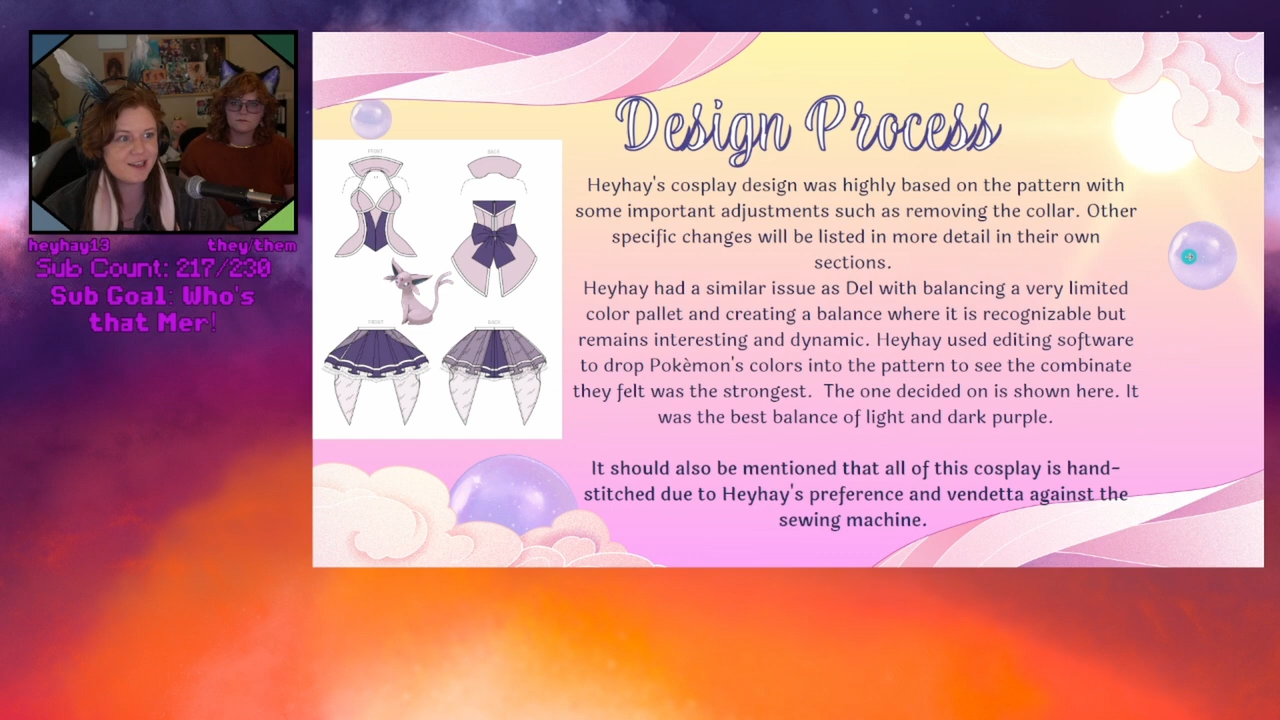 heyhay13 they/them
Sub Count: 217/230
Sub Goal: Who's
that Mer!
Design Process
FRONT BACK
FRONT BACK
Heyhay's cosplay design was highly based on the pattern with
some important adjustments such as removing the collar. Other
specific changes will be listed in more detail in their own
sections.
Heyhay had a similar issue as Del with balancing a very limited
color pallet and creating a balance where it is recognizable but
remains interesting and dynamic. Heyhay used editing software
to drop Pokèmon's colors into the pattern to see the combinate
they felt was the strongest. The one decided on is shown here. It
was the best balance of light and dark purple.
It should also be mentioned that all of this cosplay is hand-
stitched due to Heyhay's preference and vendetta against the
sewing machine.